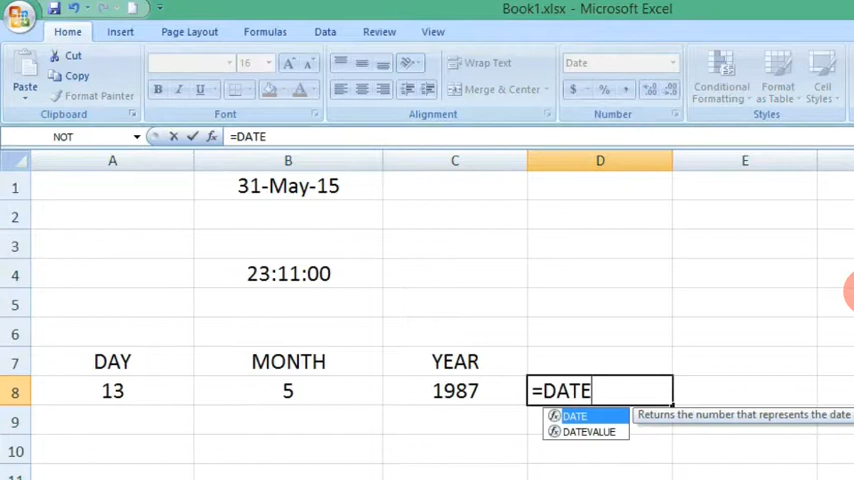 Book1.xlsx - Microsoft Excel
Home Insert Page Layout Formulas Data Review View
Paste
Cut
Copy
Format Painter
Clipboard
16 A A
B I U A
Font
Wrap Text
Merge & Center
Alignment
Date
$ % ,
Number
Conditional Formatting
Format as Table
Cell Styles
Styles
NOT fx =DATE
A B C D E
1 31-May-15
2
3
4 23:11:00
5
6
7 DAY MONTH YEAR
8 13 5 1987 =DATE
DATE Returns the number that represents the date
DATEVALUE
9
10
11